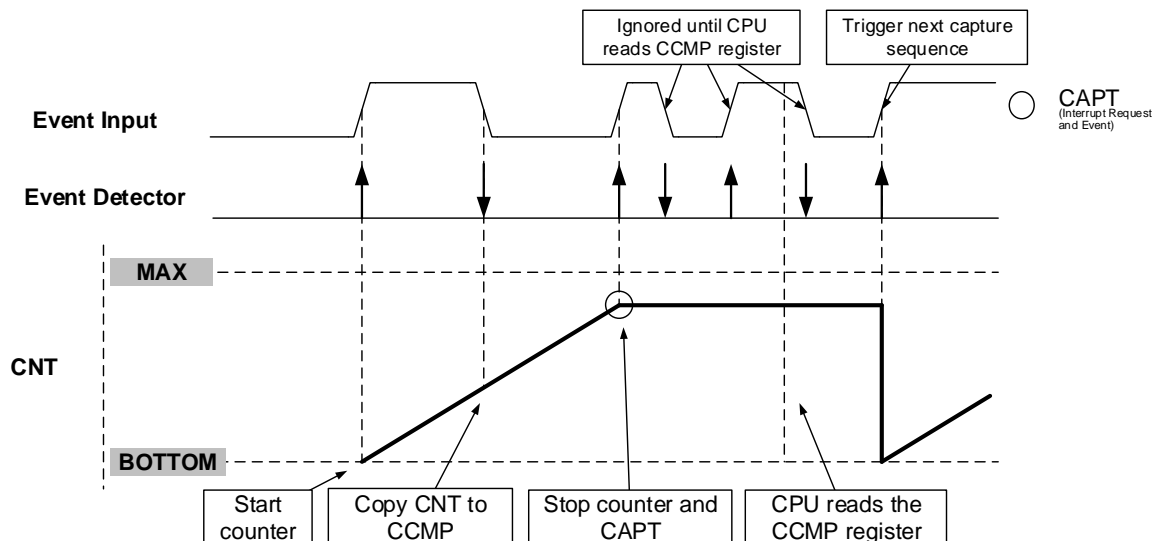 Ignored until CPU
reads CCMP register
Trigger next capture
sequence
CAPT
(Interrupt Request
and Event)
Event Input
Event Detector
MAX
CNT
BOTTOM
Start
counter
Copy CNT to
CCMP
Stop counter and
CAPT
CPU reads the
CCMP register